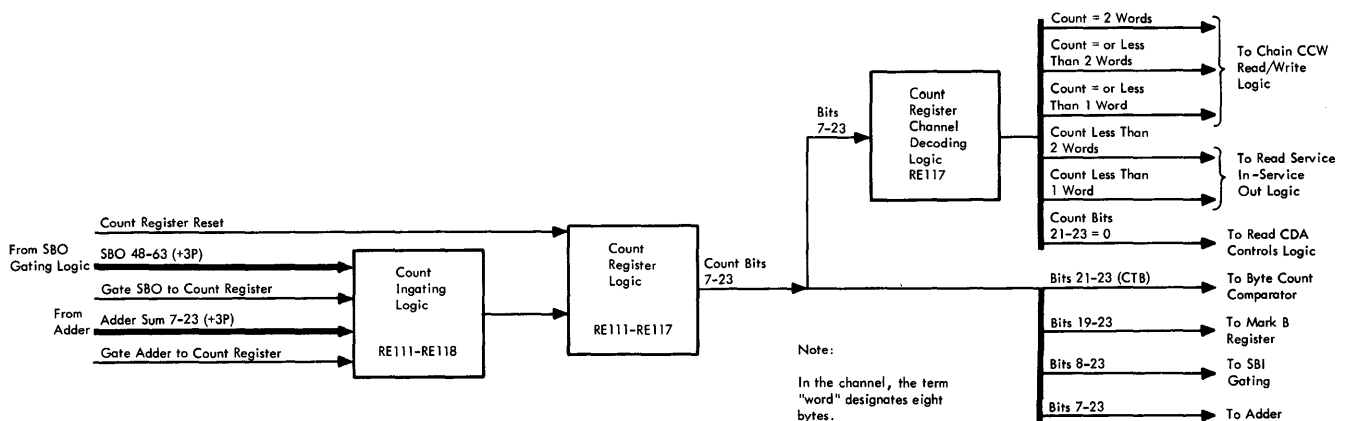 Count = 2 Words
Count = or Less
Than 2 Words
Count = or Less
Than 1 Word
To Chain CCW
Read/Write
Logic
Count Less Than
2 Words
Count Less Than
1 Word
To Read Service
In-Service
Out Logic
Count Bits
21-23 = 0
To Read CDA
Controls Logic
Bits
7-23
Count
Register
Channel
Decoding
Logic
RE117
Count Register Reset
From SBO
Gating Logic
SBO 48-63 (+3P)
Gate SBO to Count Register
From
Adder
Adder Sum 7-23 (+3P)
Gate Adder to Count Register
Count
Ingating
Logic
RE111-RE118
Count
Register
Logic
RE111-RE117
Count Bits
7-23
Bits 21-23 (CTB)
To Byte Count
Comparator
Bits 19-23
To Mark B
Register
Bits 8-23
To SBI
Gating
Bits 7-23
To Adder
Note:
In the channel, the term
"word" designates eight
bytes.